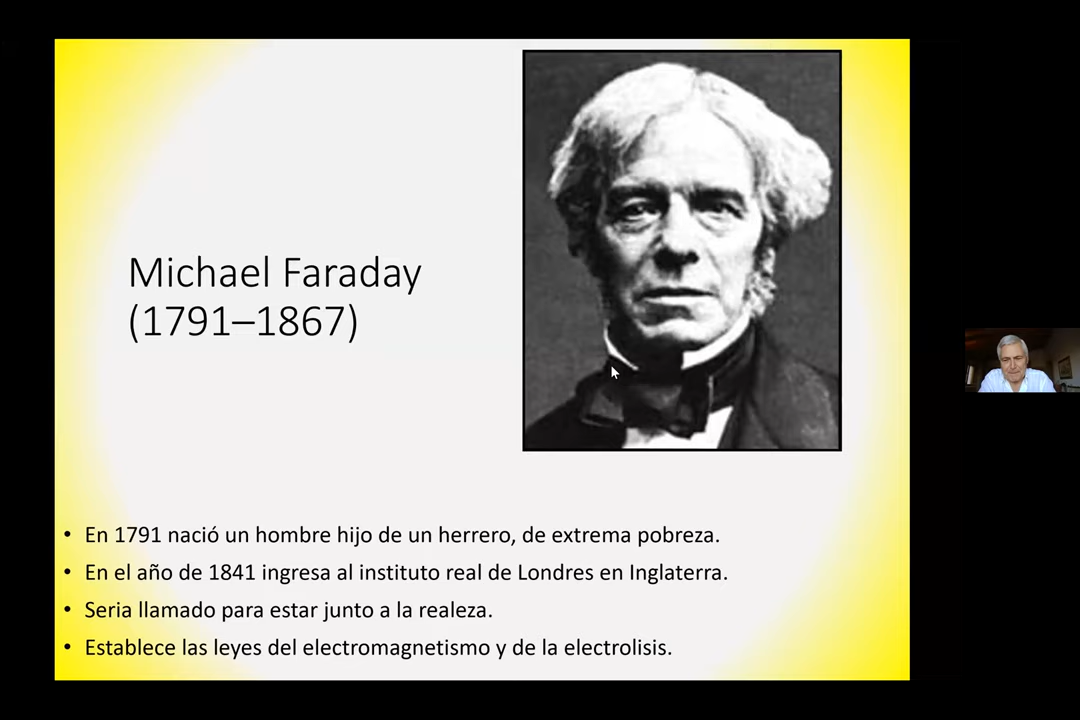 Michael Faraday
(1791–1867)
• En 1791 nació un hombre hijo de un herrero, de extrema pobreza.
• En el año de 1841 ingresa al instituto real de Londres en Inglaterra.
• Seria llamado para estar junto a la realeza.
• Establece las leyes del electromagnetismo y de la electrolisis.